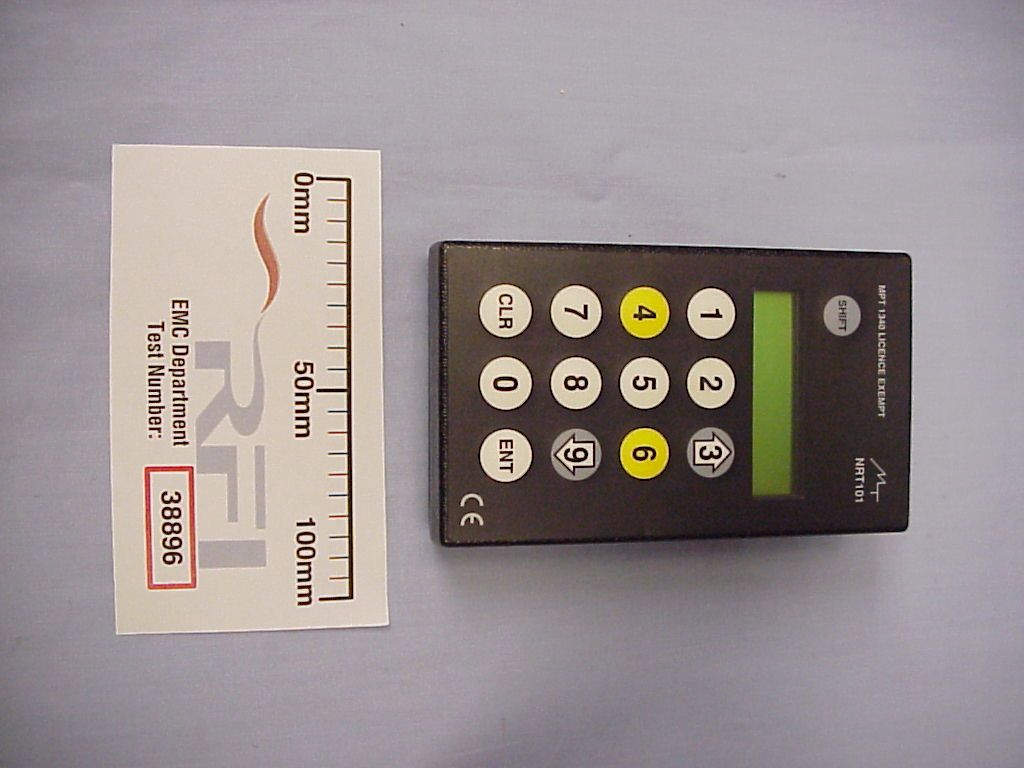 0mm 50mm 100mm
RFI
EMC Department
Test Number:
38896
MPT 1340 LICENCE EXEMPT
NRT101
SHIFT
1 2 3
4 5 6
7 8 9
CLR 0 ENT
CE